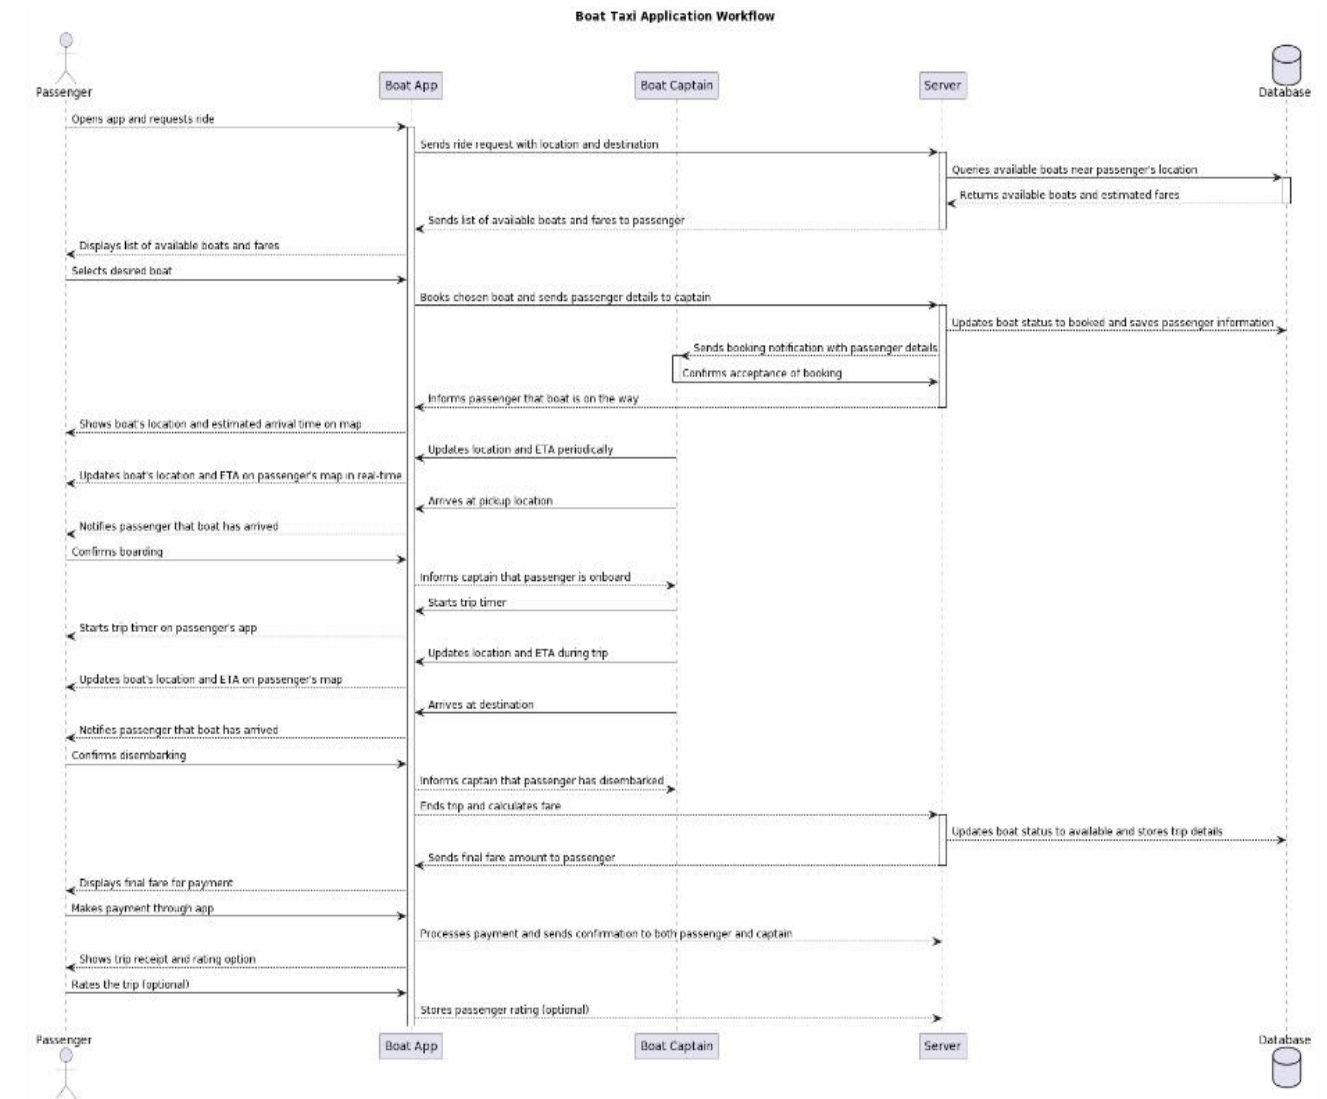 Boat Taxi Application Workflow
Passenger
Boat App
Boat Captain
Server
Database
Opens app and requests ride
Sends ride request with location and destination
Queries available boats near passenger's location
Returns available boats and estimated fares
Sends list of available boats and fares to passenger
Displays list of available boats and fares
Selects desired boat
Books chosen boat and sends passenger details to captain
Updates boat status to booked and saves passenger information
Sends booking notification with passenger details
Confirms acceptance of booking
Informs passenger that boat is on the way
Shows boat's location and estimated arrival time on map
Updates location and ETA periodically
Updates boat's location and ETA on passenger's map in real-time
Arrives at pickup location
Notifies passenger that boat has arrived
Confirms boarding
Informs captain that passenger is onboard
Starts trip timer
Starts trip timer on passenger's app
Updates location and ETA during trip
Updates boat's location and ETA on passenger's map
Arrives at destination
Notifies passenger that boat has arrived
Confirms disembarking
Informs captain that passenger has disembarked
Ends trip and calculates fare
Updates boat status to available and stores trip details
Sends final fare amount to passenger
Displays final fare for payment
Makes payment through app
Processes payment and sends confirmation to both passenger and captain
Shows trip receipt and rating option
Rates the trip (optional)
Stores passenger rating (optional)
Passenger
Boat App
Boat Captain
Server
Database